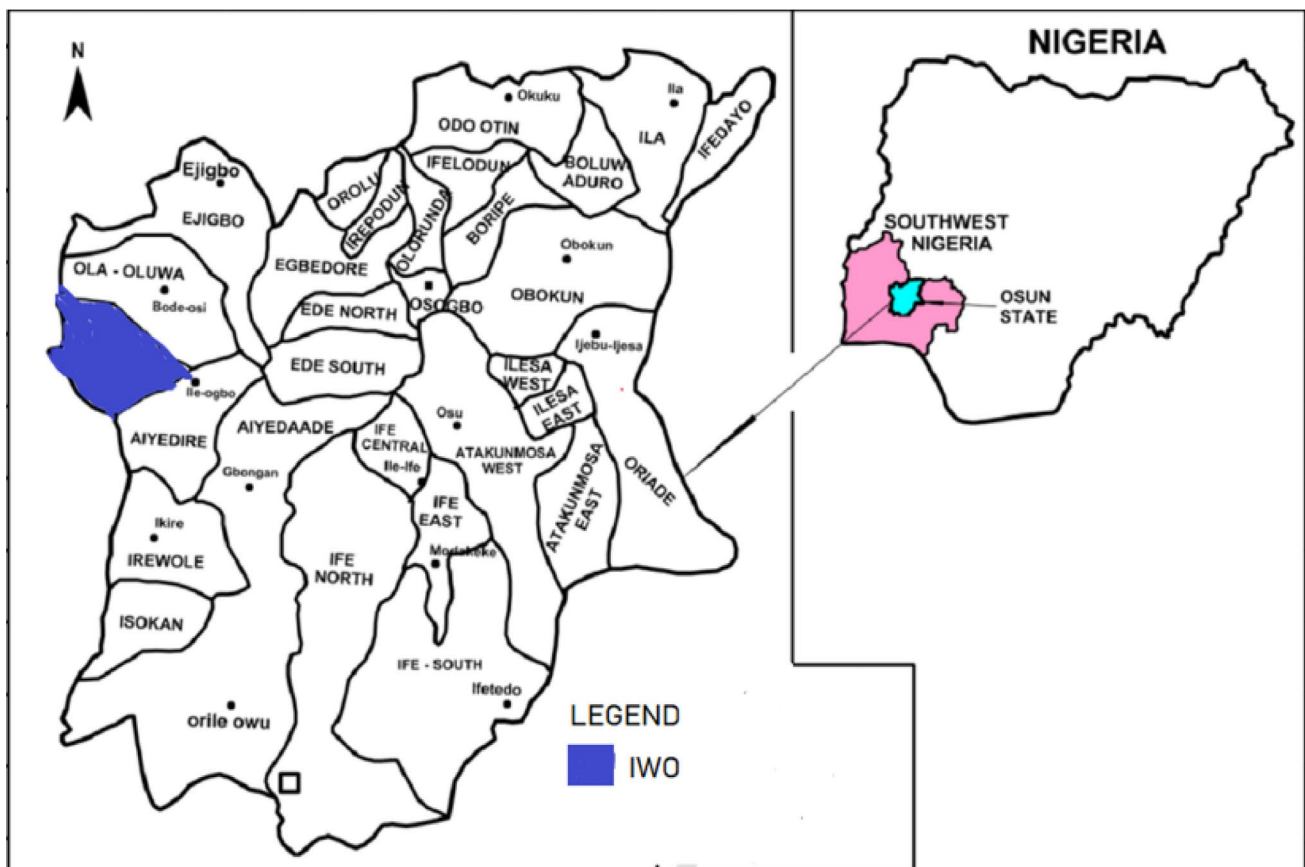 N
Okuku
ODO OTIN
Ila
ILA
IFEDAYO
Ejigbo
EJIGBO
OROLU
IREPODUN
OLORUNDA
IFELODUN
BORIPE
BOLUWA
ADURO
OLA - OLUWA
Bode-osi
EGBEDORE
EDE NORTH
OSOGBO
Obokun
OBOKUN
Ijebu-Ijesa
EDE SOUTH
ILESA
WEST
ILESA
EAST
Ile-ogbo
AIYEDIRE
AIYEDAADE
Gbongan
IFE
CENTRAL
Ile-Ife
Osu
ATAKUNMOSA
WEST
ATAKUNMOSA
EAST
ORIADE
Ikire
IREWOLE
ISOKAN
IFE
NORTH
IFE
EAST
Modakeke
IFE - SOUTH
Ifetedo
orile owu
LEGEND
IWO
NIGERIA
SOUTHWEST
NIGERIA
OSUN
STATE